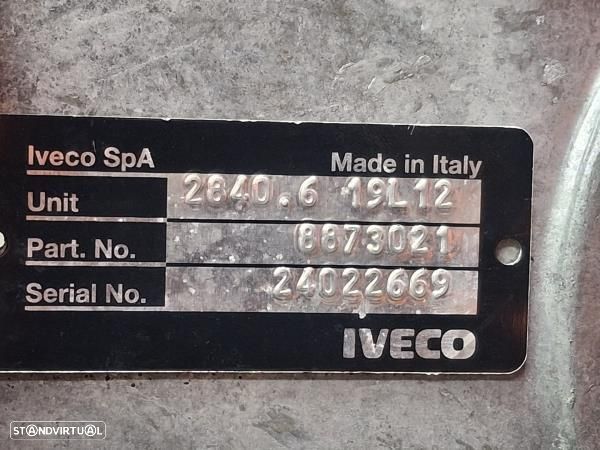 Iveco SpA Made in Italy
Unit 2840.6 19L12
Part. No. 8873021
Serial No. 24022669
IVECO
STANDVIRTUAL